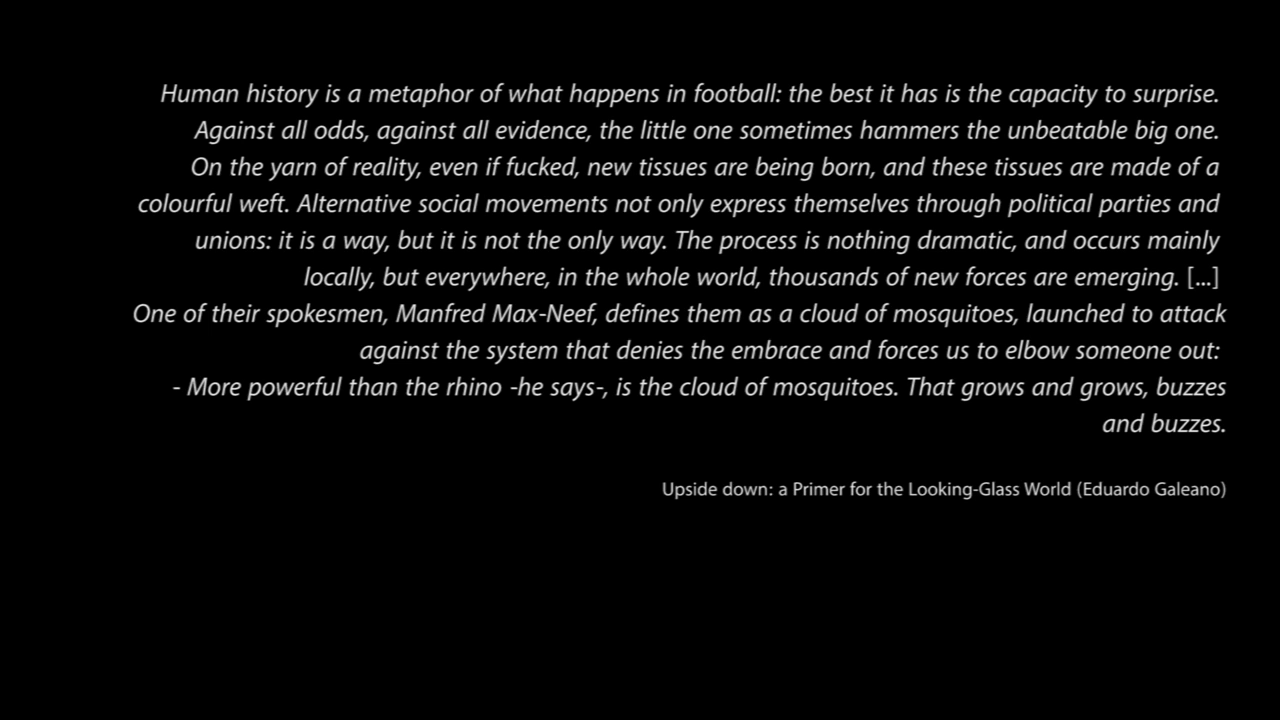 Human history is a metaphor of what happens in football: the best it has is the capacity to surprise.
Against all odds, against all evidence, the little one sometimes hammers the unbeatable big one.
On the yarn of reality, even if fucked, new tissues are being born, and these tissues are made of a
colourful weft. Alternative social movements not only express themselves through political parties and
unions: it is a way, but it is not the only way. The process is nothing dramatic, and occurs mainly
locally, but everywhere, in the whole world, thousands of new forces are emerging. [...]
One of their spokesmen, Manfred Max-Neef, defines them as a cloud of mosquitoes, launched to attack
against the system that denies the embrace and forces us to elbow someone out:
- More powerful than the rhino -he says-, is the cloud of mosquitoes. That grows and grows, buzzes
and buzzes.
Upside down: a Primer for the Looking-Glass World (Eduardo Galeano)